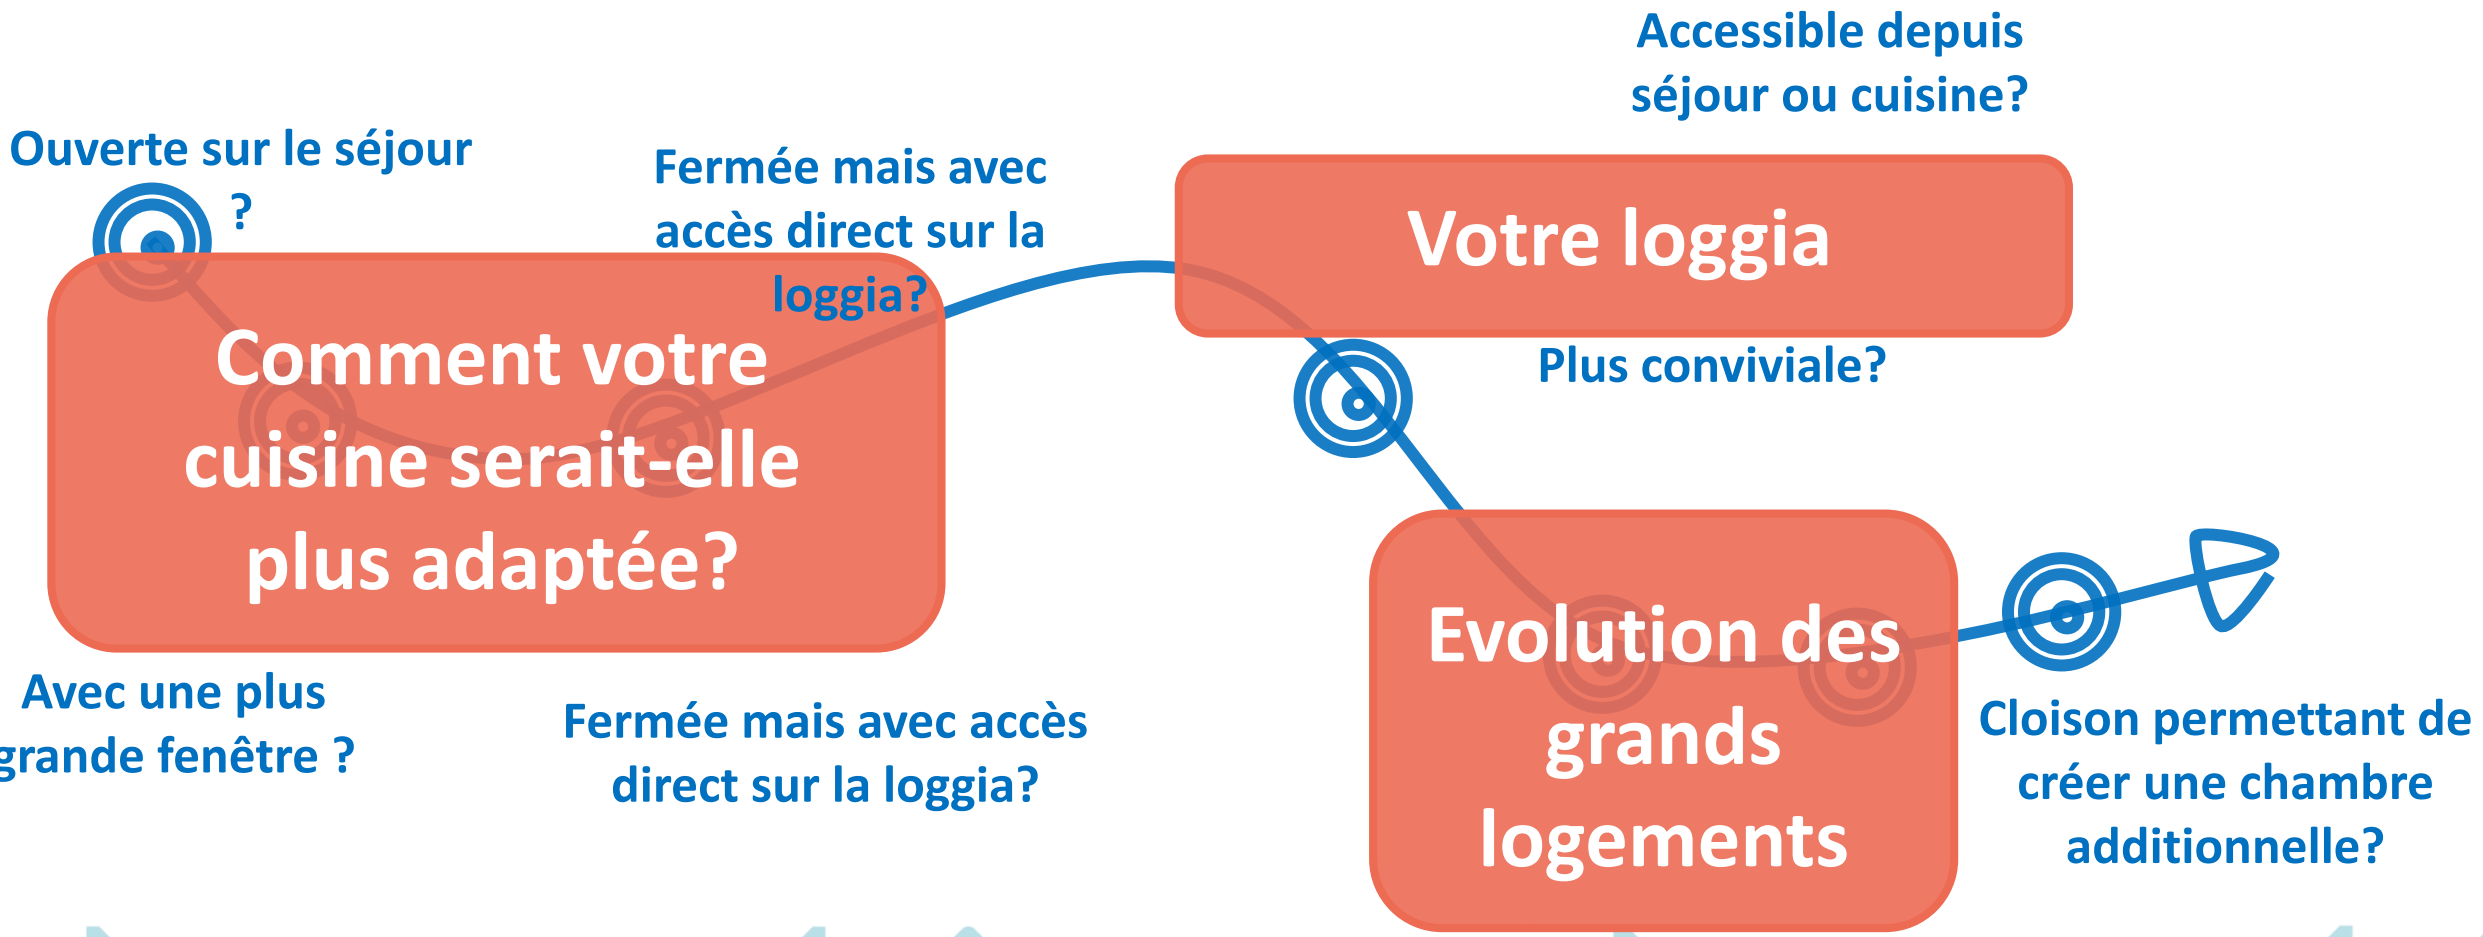 Ouverte sur le séjour
?
Fermée mais avec
accès direct sur la
loggia?
Comment votre
cuisine serait-elle
plus adaptée?
Avec une plus
grande fenêtre ?
Fermée mais avec accès
direct sur la loggia?
Accessible depuis
séjour ou cuisine?
Votre loggia
Plus conviviale?
Evolution des
grands
logements
Cloison permettant de
créer une chambre
additionnelle?